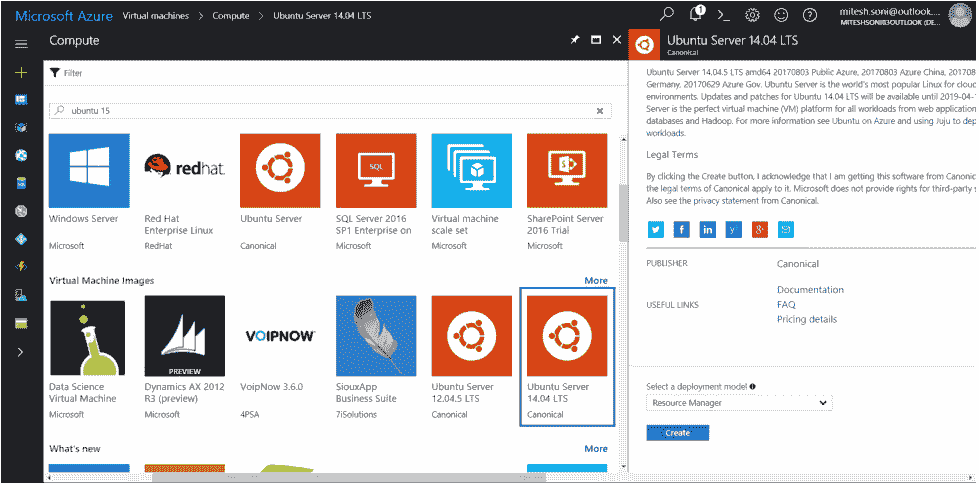 Microsoft Azure Virtual machines > Compute > Ubuntu Server 14.04 LTS
1
mitesh.soni@outlook....
MITESHSONI@OUTLOOK (DE...
Compute
Ubuntu Server 14.04 LTS
Canonical
Filter
ubuntu 15
Windows Server
Microsoft
redhat.
Red Hat
Enterprise Linux
RedHat
Ubuntu Server
Canonical
SQL
SQL Server 2016
SP1 Enterprise on
Microsoft
Virtual machine
scale set
Microsoft
SharePoint Server
2016 Trial
Microsoft
Virtual Machine Images
More
Data Science
Virtual Machine
Microsoft
PREVIEW
Dynamics AX 2012
R3 (preview)
Microsoft
VOIPNOW
VoipNow 3.6.0
4PSA
SiouxApp
Business Suite
7iSolutions
Ubuntu Server
12.04.5 LTS
Canonical
Ubuntu Server
14.04 LTS
Canonical
What's new
More
Ubuntu Server 14.04.5 LTS amd64 20170803 Public Azure, 20170803 Azure China, 201708
Germany, 20170629 Azure Gov. Ubuntu Server is the world's most popular Linux for clou
environments. Updates and patches for Ubuntu 14.04 LTS will be available until 2019-04-
Server is the perfect virtual machine (VM) platform for all workloads from web application
databases and Hadoop. For more information see Ubuntu on Azure and using Juju to dep
workloads.
Legal Terms
By clicking the Create button, I acknowledge that I am getting this software from Canonic
the legal terms of Canonical apply to it. Microsoft does not provide rights for third-party s
Also see the privacy statement from Canonical.
PUBLISHER
Canonical
USEFUL LINKS
Documentation
FAQ
Pricing details
Select a deployment model
Resource Manager
Create